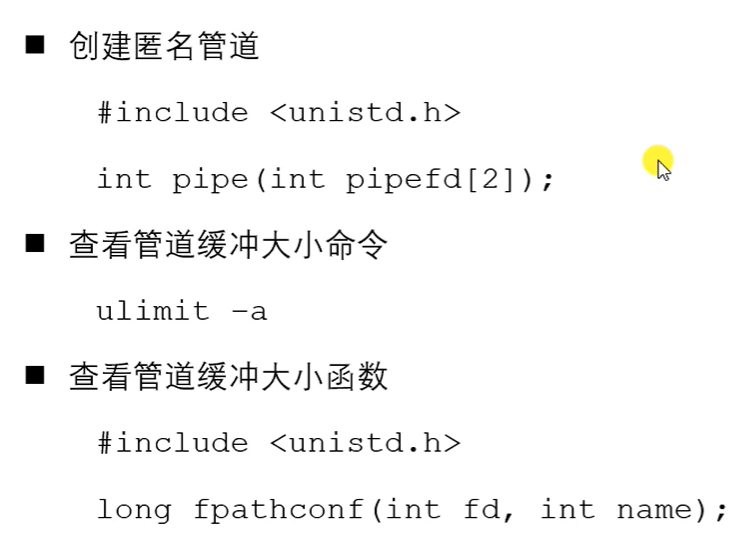 ■ 创建匿名管道
#include <unistd.h>
int pipe(int pipefd[2]);
■ 查看管道缓冲大小命令
ulimit –a
■ 查看管道缓冲大小函数
#include <unistd.h>
long fpathconf(int fd, int name);